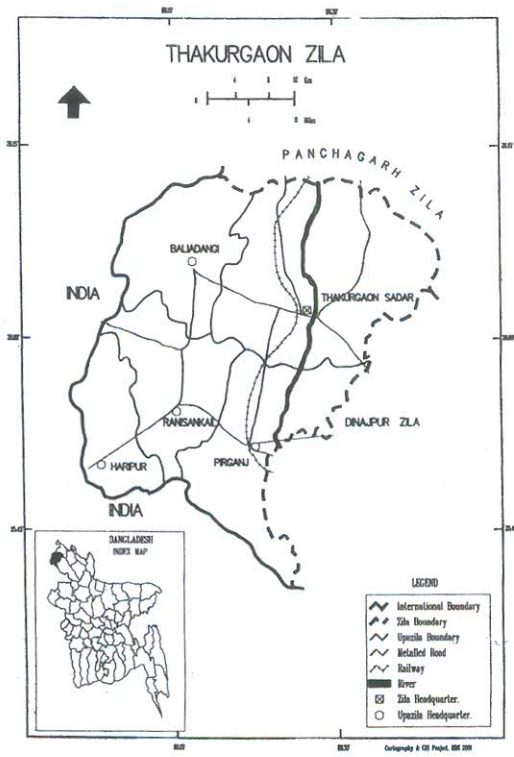 THAKURGAON ZILA
PANCHAGARH ZILA
BALIADANGI
INDIA
THAKURGAON SADAR
RANISANKAIL
DINAJPUR ZILA
PIRGANJ
HARIPUR
INDIA
BANGLADESH
INDEX MAP
LEGEND
International Boundary
Zila Boundary
Upazila Boundary
Metalled Road
Railway
River
Zila Headquarter.
Upazila Headquarter.
Cartography & GIS Project, BBS 2001